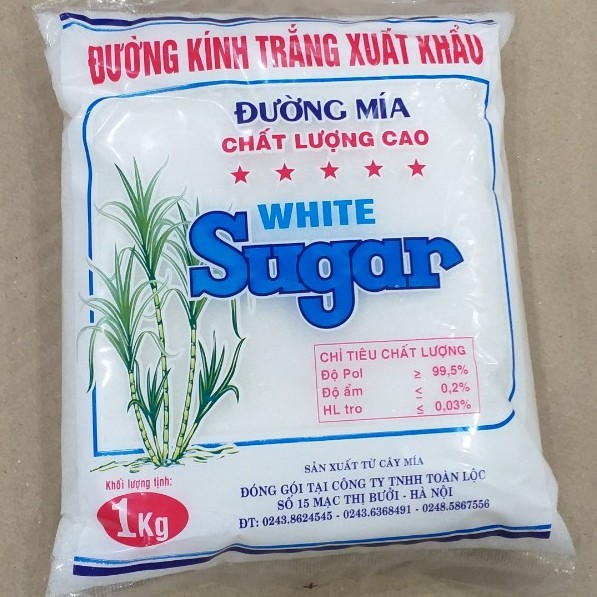 ĐƯỜNG KÍNH TRẮNG XUẤT KHẨU
ĐƯỜNG MÍA
CHẤT LƯỢNG CAO
WHITE
Sugar
CHỈ TIÊU CHẤT LƯỢNG
Độ Pol ≥ 99,5%
Độ ẩm ≤ 0,2%
HL tro ≤ 0,03%
Khối lượng tịnh:
1Kg
SẢN XUẤT TỪ CÂY MÍA
ĐÓNG GÓI TẠI CÔNG TY TNHH TOÀN LỘC
SỐ 15 MẠC THỊ BƯỞI - HÀ NỘI
ĐT: 0243.8624545 - 0243.6368491 - 0248.5867556